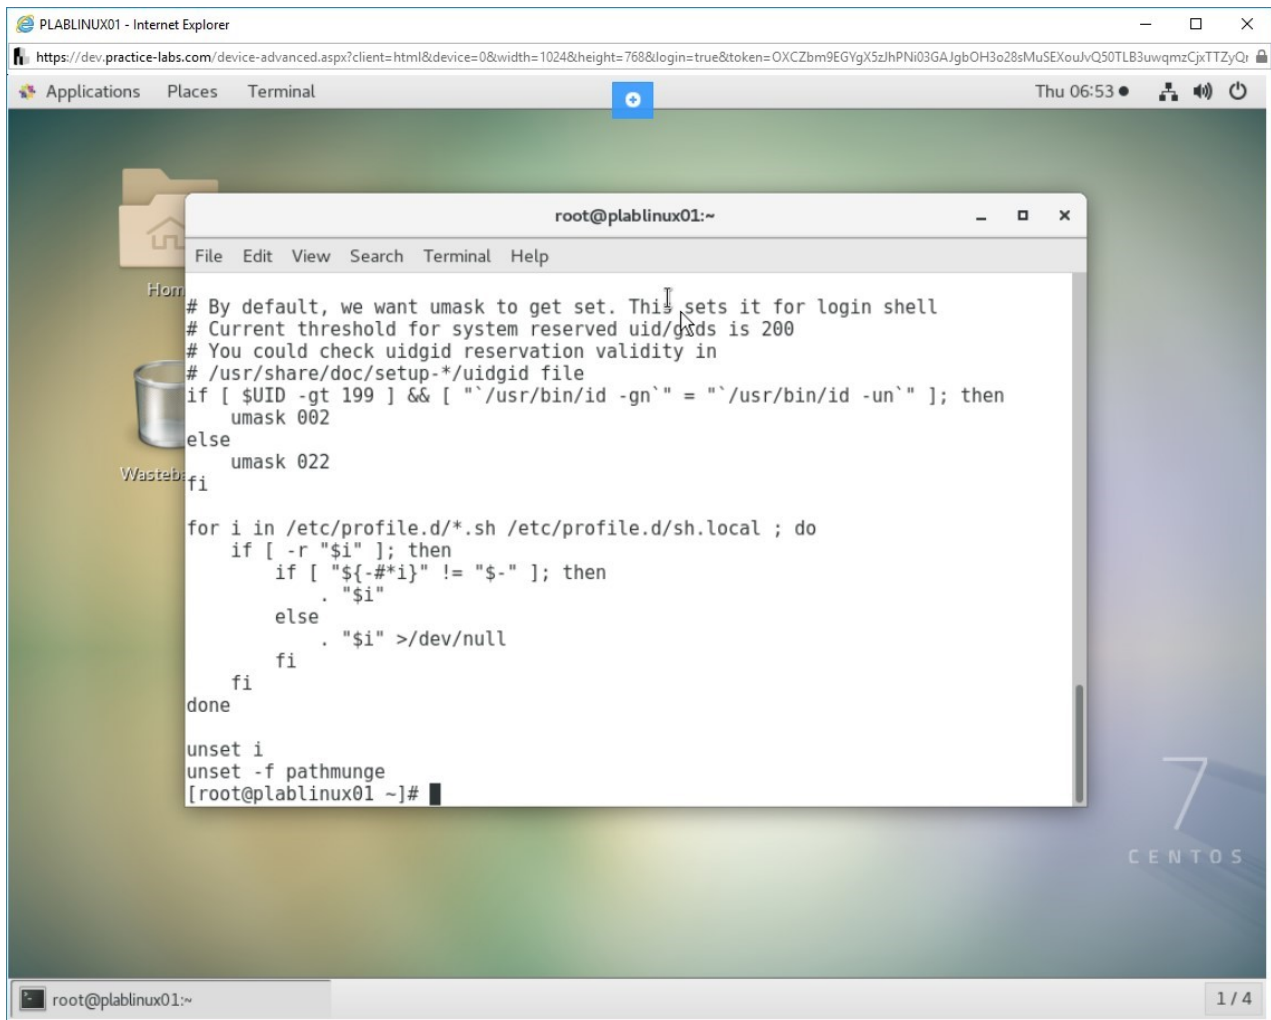 PLABLINUX01 - Internet Explorer
https://dev.practice-labs.com/device-advanced.aspx?client=html&device=0&width=1024&height=768&login=true&token=OXCZbm9EGYgX5zJhPNi03GAJgbOH3o28sMuSEXouJvQ50TLB3uwqmzCjxTTZyQr
Applications Places Terminal Thu 06:53
root@plablinux01:~
File Edit View Search Terminal Help
Hom
# By default, we want umask to get set. This sets it for login shell
# Current threshold for system reserved uid/gids is 200
# You could check uidgid reservation validity in
# /usr/share/doc/setup-*/uidgid file
if [ $UID -gt 199 ] && [ "`/usr/bin/id -gn`" = "`/usr/bin/id -un`" ]; then
    umask 002
else
    umask 022
Wasteb
fi
for i in /etc/profile.d/*.sh /etc/profile.d/sh.local ; do
    if [ -r "$i" ]; then
        if [ "${-#*i}" != "$-" ]; then
            . "$i"
        else
            . "$i" >/dev/null
        fi
    fi
done
unset i
unset -f pathmunge
[root@plablinux01 ~]#
7
CENTOS
root@plablinux01:~
1 / 4